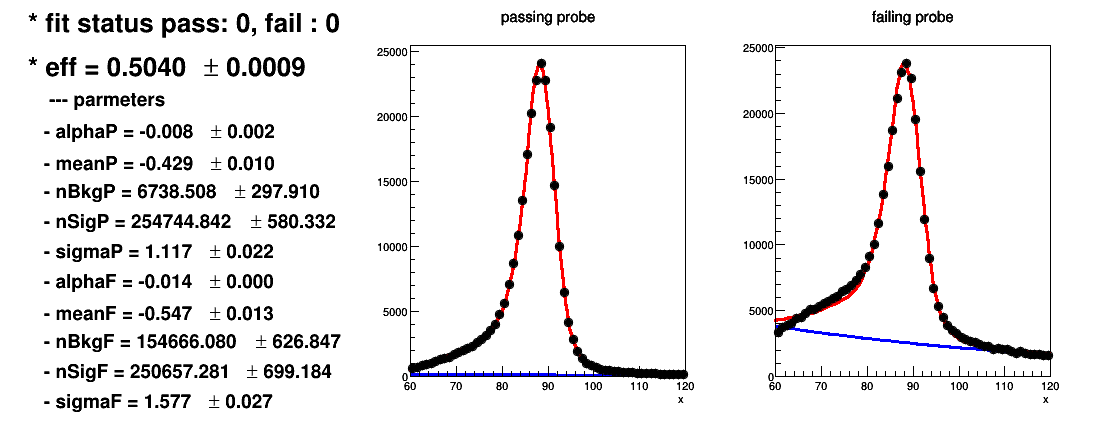 * fit status pass: 0, fail : 0
* eff = 0.5040 ± 0.0009
--- parmeters
- alphaP = -0.008 ± 0.002
- meanP = -0.429 ± 0.010
- nBkgP = 6738.508 ± 297.910
- nSigP = 254744.842 ± 580.332
- sigmaP = 1.117 ± 0.022
- alphaF = -0.014 ± 0.000
- meanF = -0.547 ± 0.013
- nBkgF = 154666.080 ± 626.847
- nSigF = 250657.281 ± 699.184
- sigmaF = 1.577 ± 0.027
passing probe
25000
20000
15000
10000
5000
0
60 70 80 90 100 110 120
x
failing probe
25000
20000
15000
10000
5000
0
60 70 80 90 100 110 120
x